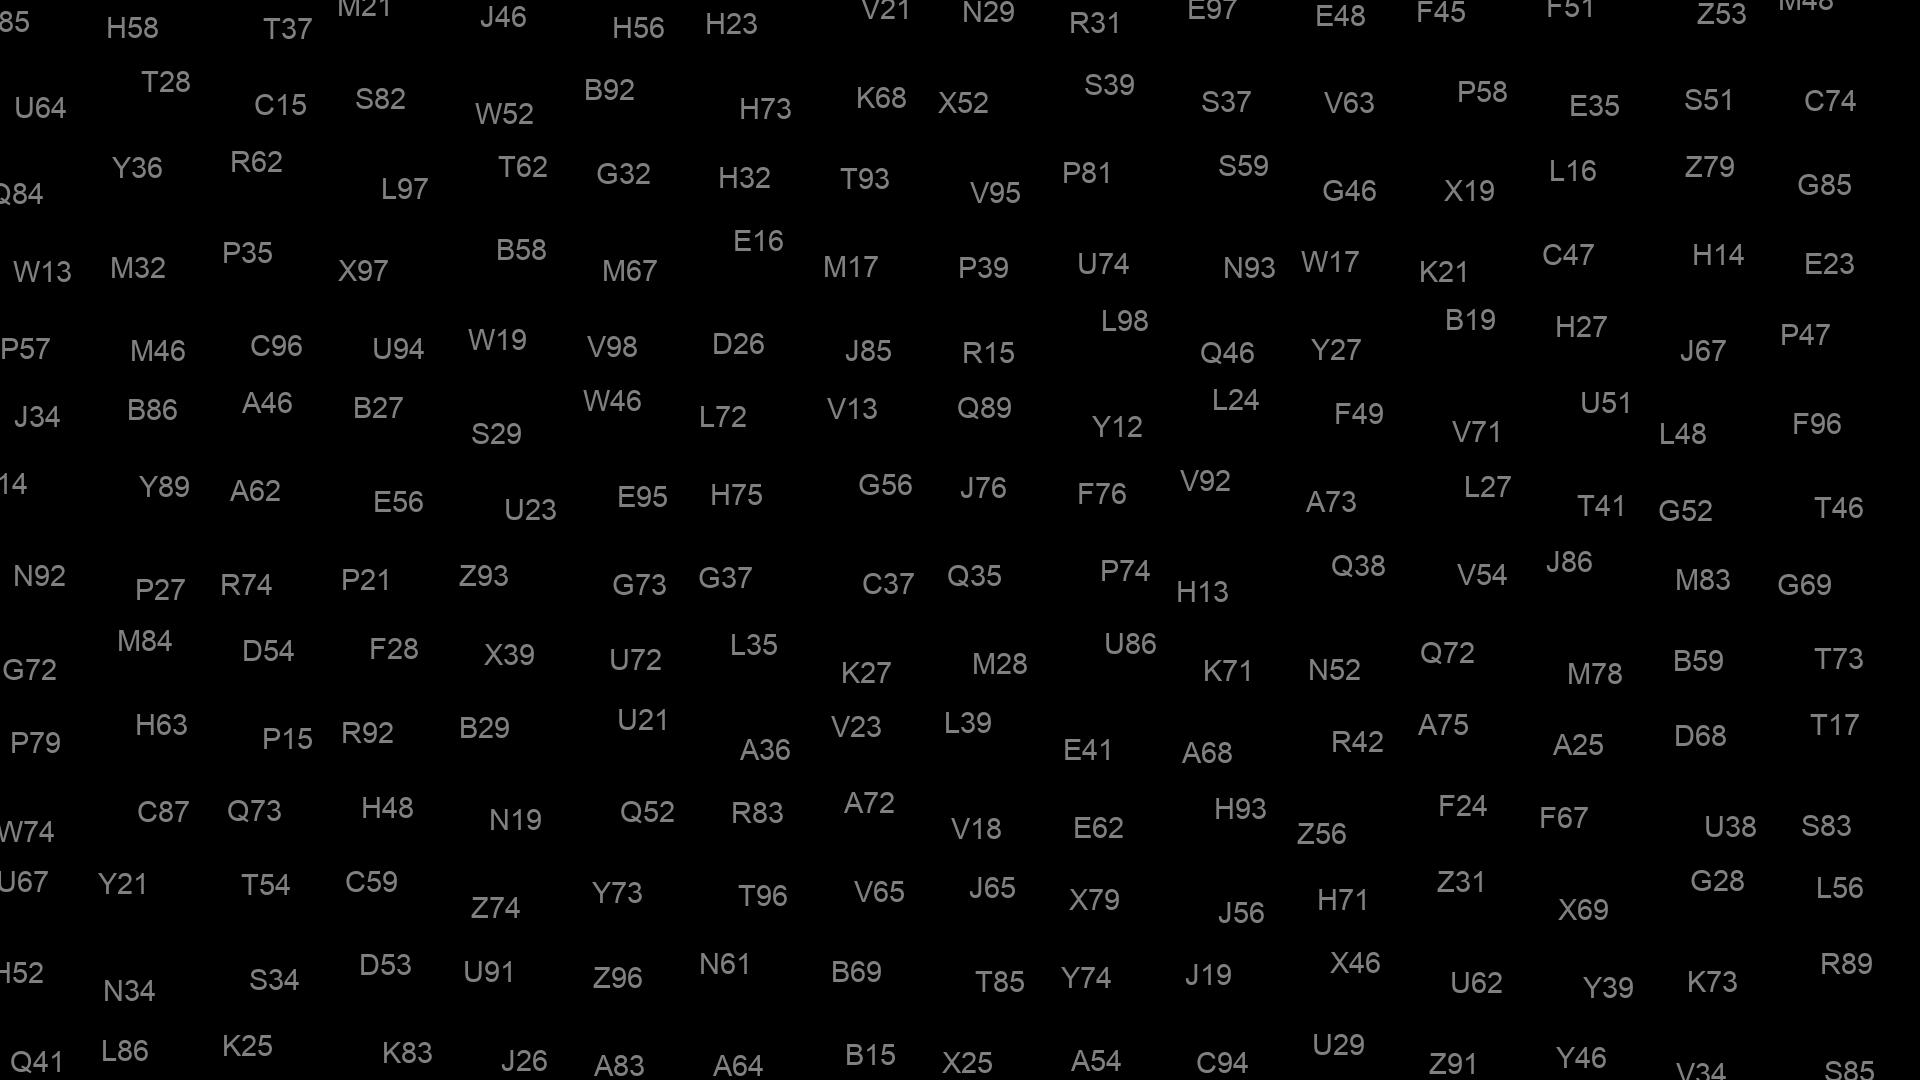 85 H58 T37 M21 J46 H56 H23 V21 N29 R31 E97 E48 F45 F51 Z53 M48
U64 T28 C15 S82 W52 B92 H73 K68 X52 S39 S37 V63 P58 E35 S51 C74
Q84 Y36 R62 L97 T62 G32 H32 T93 V95 P81 S59 G46 X19 L16 Z79 G85
W13 M32 P35 X97 B58 M67 E16 M17 P39 U74 N93 W17 K21 C47 H14 E23
P57 M46 C96 U94 W19 V98 D26 J85 R15 L98 Q46 Y27 B19 H27 J67 P47
J34 B86 A46 B27 S29 W46 L72 V13 Q89 Y12 L24 F49 V71 U51 L48 F96
14 Y89 A62 E56 U23 E95 H75 G56 J76 F76 V92 A73 L27 T41 G52 T46
N92 P27 R74 P21 Z93 G73 G37 C37 Q35 P74 H13 Q38 V54 J86 M83 G69
G72 M84 D54 F28 X39 U72 L35 K27 M28 U86 K71 N52 Q72 M78 B59 T73
P79 H63 P15 R92 B29 U21 A36 V23 L39 E41 A68 R42 A75 A25 D68 T17
W74 C87 Q73 H48 N19 Q52 R83 A72 V18 E62 H93 Z56 F24 F67 U38 S83
U67 Y21 T54 C59 Z74 Y73 T96 V65 J65 X79 J56 H71 Z31 X69 G28 L56
H52 N34 S34 D53 U91 Z96 N61 B69 T85 Y74 J19 X46 U62 Y39 K73 R89
Q41 L86 K25 K83 J26 A83 A64 B15 X25 A54 C94 U29 Z91 Y46 V34 S85